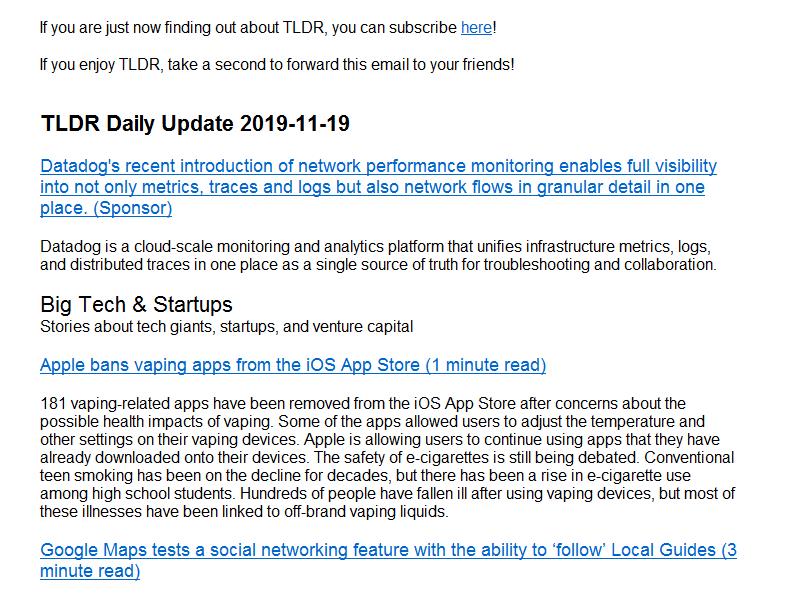 If you are just now finding out about TLDR, you can subscribe here!
If you enjoy TLDR, take a second to forward this email to your friends!
TLDR Daily Update 2019-11-19
Datadog's recent introduction of network performance monitoring enables full visibility
into not only metrics, traces and logs but also network flows in granular detail in one
place. (Sponsor)
Datadog is a cloud-scale monitoring and analytics platform that unifies infrastructure metrics, logs,
and distributed traces in one place as a single source of truth for troubleshooting and collaboration.
Big Tech & Startups
Stories about tech giants, startups, and venture capital
Apple bans vaping apps from the iOS App Store (1 minute read)
181 vaping-related apps have been removed from the iOS App Store after concerns about the
possible health impacts of vaping. Some of the apps allowed users to adjust the temperature and
other settings on their vaping devices. Apple is allowing users to continue using apps that they have
already downloaded onto their devices. The safety of e-cigarettes is still being debated. Conventional
teen smoking has been on the decline for decades, but there has been a rise in e-cigarette use
among high school students. Hundreds of people have fallen ill after using vaping devices, but most of
these illnesses have been linked to off-brand vaping liquids.
Google Maps tests a social networking feature with the ability to ‘follow’ Local Guides (3
minute read)